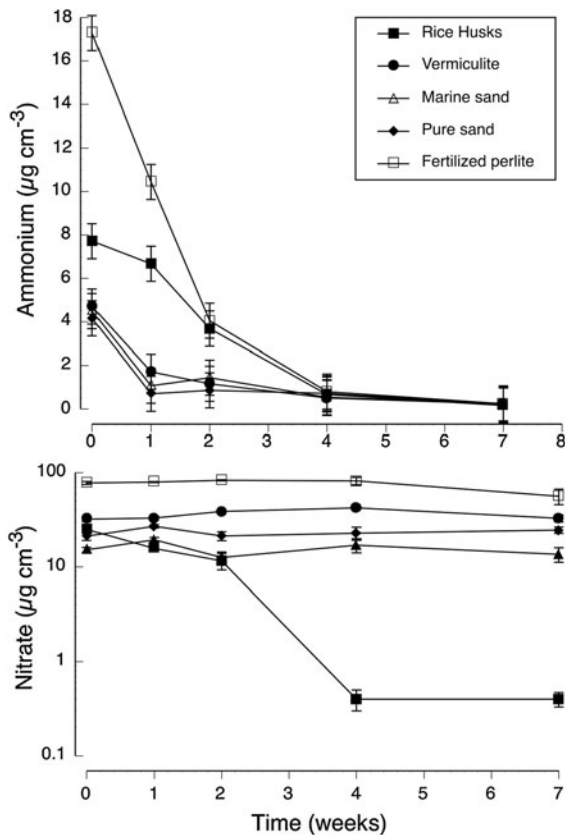 18
16
14
12
10
8
6
4
2
0
Ammonium (µg cm-3)
Rice Husks
Vermiculite
Marine sand
Pure sand
Fertilized perlite
0 1 2 3 4 5 6 7 8
100
10
1
0.1
Nitrate (µg cm-3)
0 1 2 3 4 5 6 7
Time (weeks)